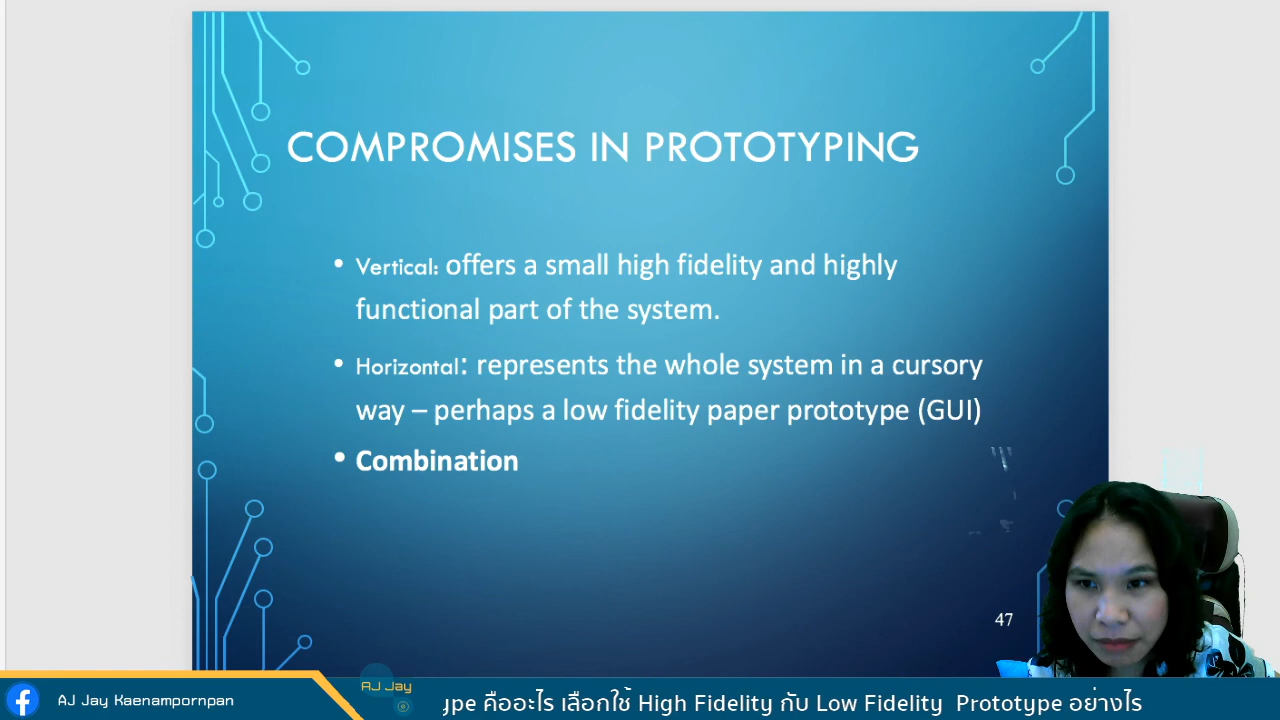 COMPROMISES IN PROTOTYPING
• Vertical: offers a small high fidelity and highly
functional part of the system.
• Horizontal: represents the whole system in a cursory
way – perhaps a low fidelity paper prototype (GUI)
• Combination
47
AJ Jay Kaenampornpan
AJ Jay
คืออะไร เลือกใช้ High Fidelity กับ Low Fidelity Prototype อย่างไร